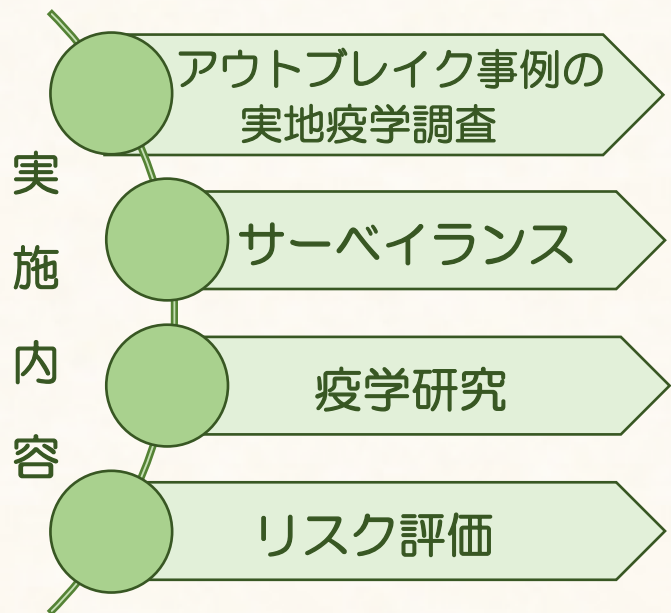 実施内容
アウトブレイク事例の
実地疫学調査
サーベイランス
疫学研究
リスク評価